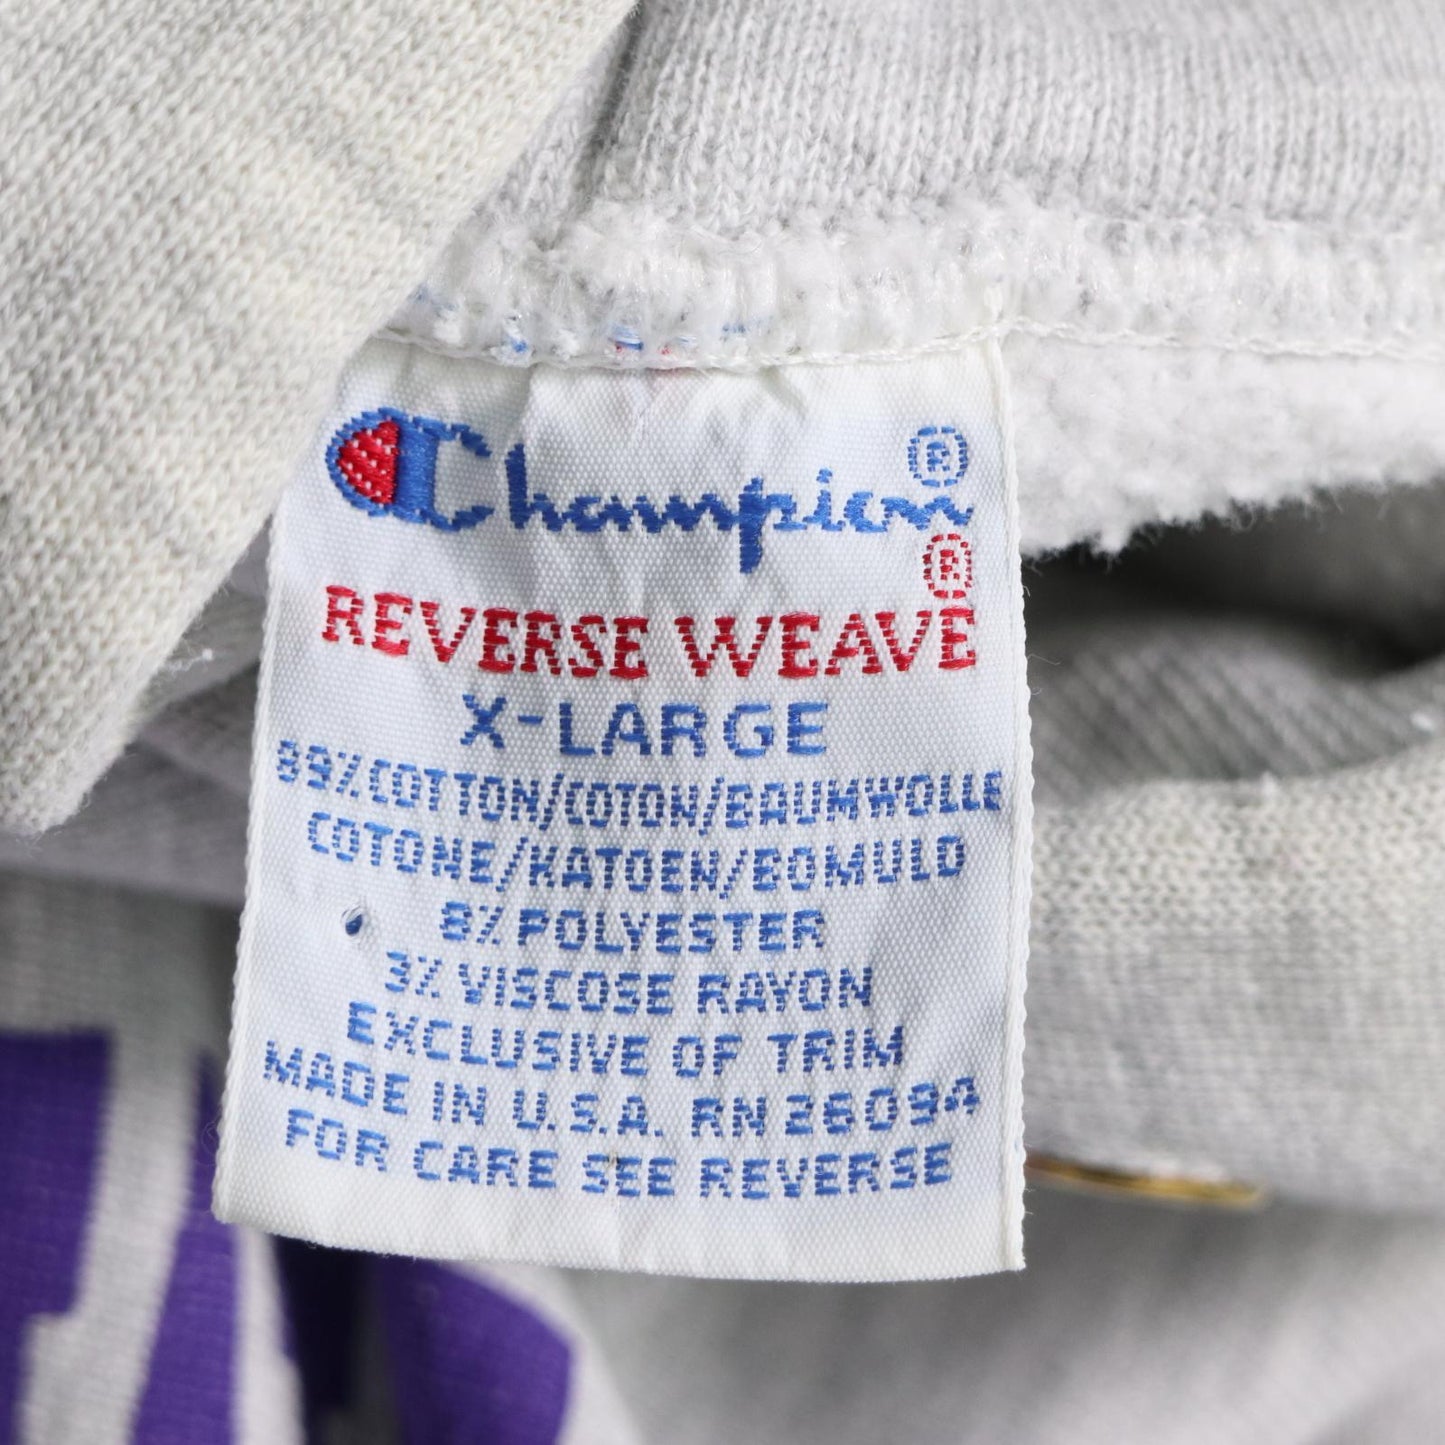 Champion®
REVERSE WEAVE®
X-LARGE
89% COTTON/COTON/BAUMWOLLE
COTONE/KATOEN/BOMULD
8% POLYESTER
3% VISCOSE RAYON
EXCLUSIVE OF TRIM
MADE IN U.S.A. RN 26094
FOR CARE SEE REVERSE